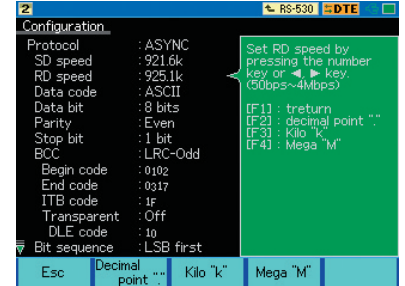 2 RS-530 DTE
Configuration
Protocol : ASYNC
SD speed : 921.6k
RD speed : 925.1k
Data code : ASCII
Data bit : 8 bits
Parity : Even
Stop bit : 1 bit
BCC : LRC-Odd
Begin code : 0102
End code : 0317
ITB code : 1F
Transparent : Off
DLE code : 10
Bit sequence : LSB first
Set RD speed by
pressing the number
key or ◄, ► key.
(50bps~4Mbps)
[F1] : treturn
[F2] : decimal point "."
[F3] : Kilo "k"
[F4] : Mega "M"
Esc
Decimal
point "."
Kilo "k"
Mega "M"